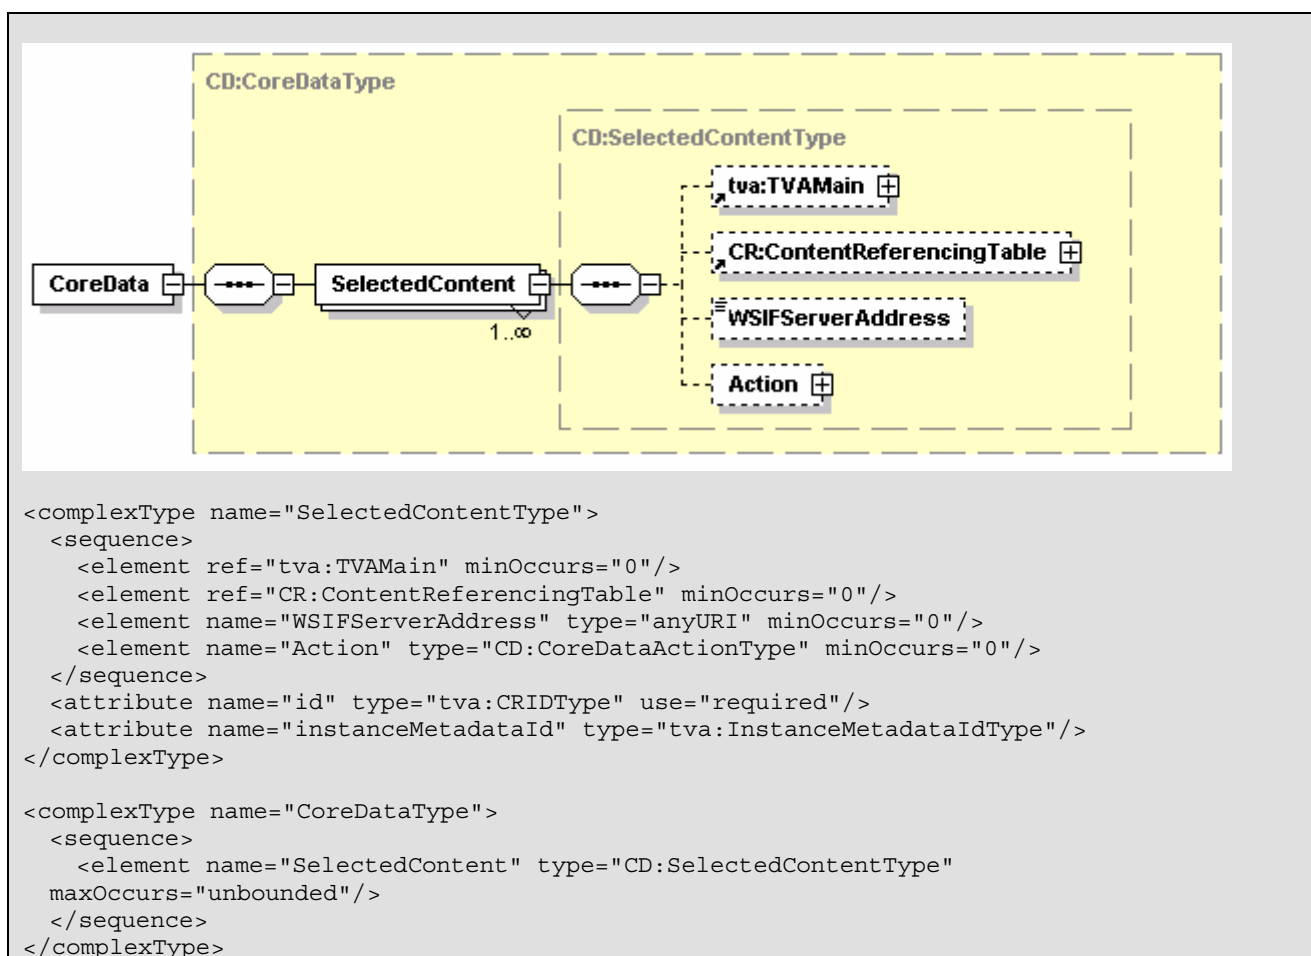 CD:CoreDataType
CD:SelectedContentType
tva:TVAMain
CR:ContentReferencingTable
CoreData
SelectedContent
1..∞
WSIFServerAddress
Action
<complexType name="SelectedContentType">
  <sequence>
    <element ref="tva:TVAMain" minOccurs="0"/>
    <element ref="CR:ContentReferencingTable" minOccurs="0"/>
    <element name="WSIFServerAddress" type="anyURI" minOccurs="0"/>
    <element name="Action" type="CD:CoreDataActionType" minOccurs="0"/>
  </sequence>
  <attribute name="id" type="tva:CRIDType" use="required"/>
  <attribute name="instanceMetadataId" type="tva:InstanceMetadataIdType"/>
</complexType>
<complexType name="CoreDataType">
  <sequence>
    <element name="SelectedContent" type="CD:SelectedContentType"
  maxOccurs="unbounded"/>
  </sequence>
</complexType>